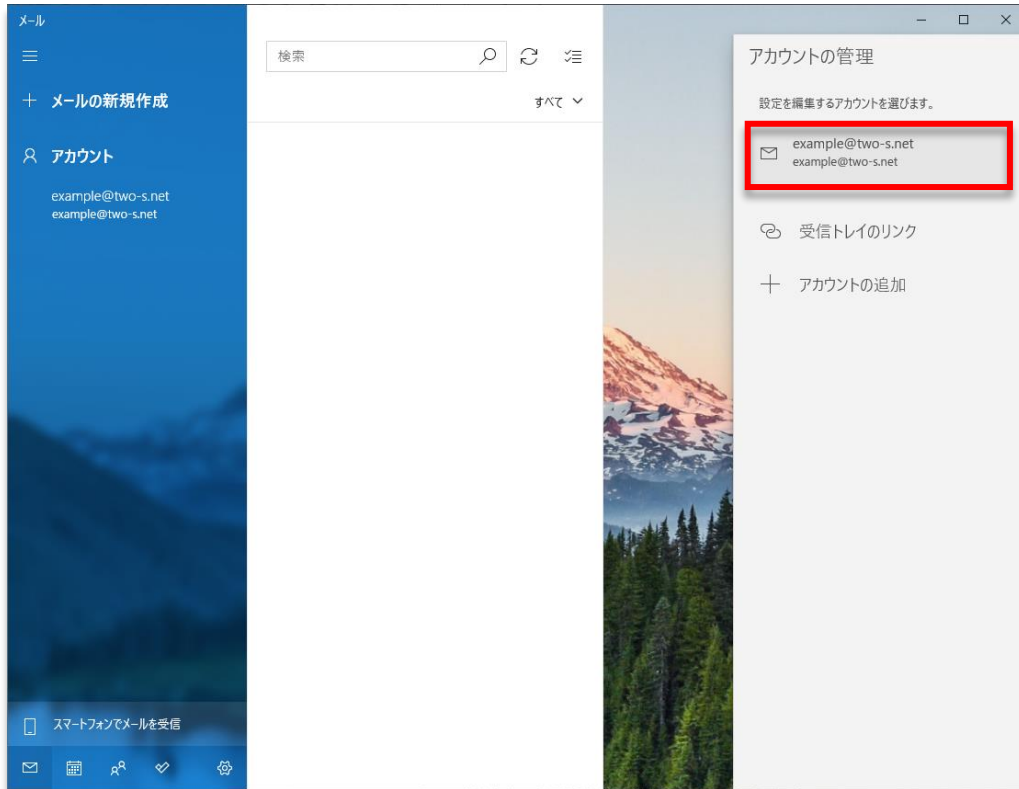 メール
メールの新規作成
アカウント
example@two-s.net
example@two-s.net
スマートフォンでメールを受信
検索
すべて
アカウントの管理
設定を編集するアカウントを選びます。
example@two-s.net
example@two-s.net
受信トレイのリンク
アカウントの追加